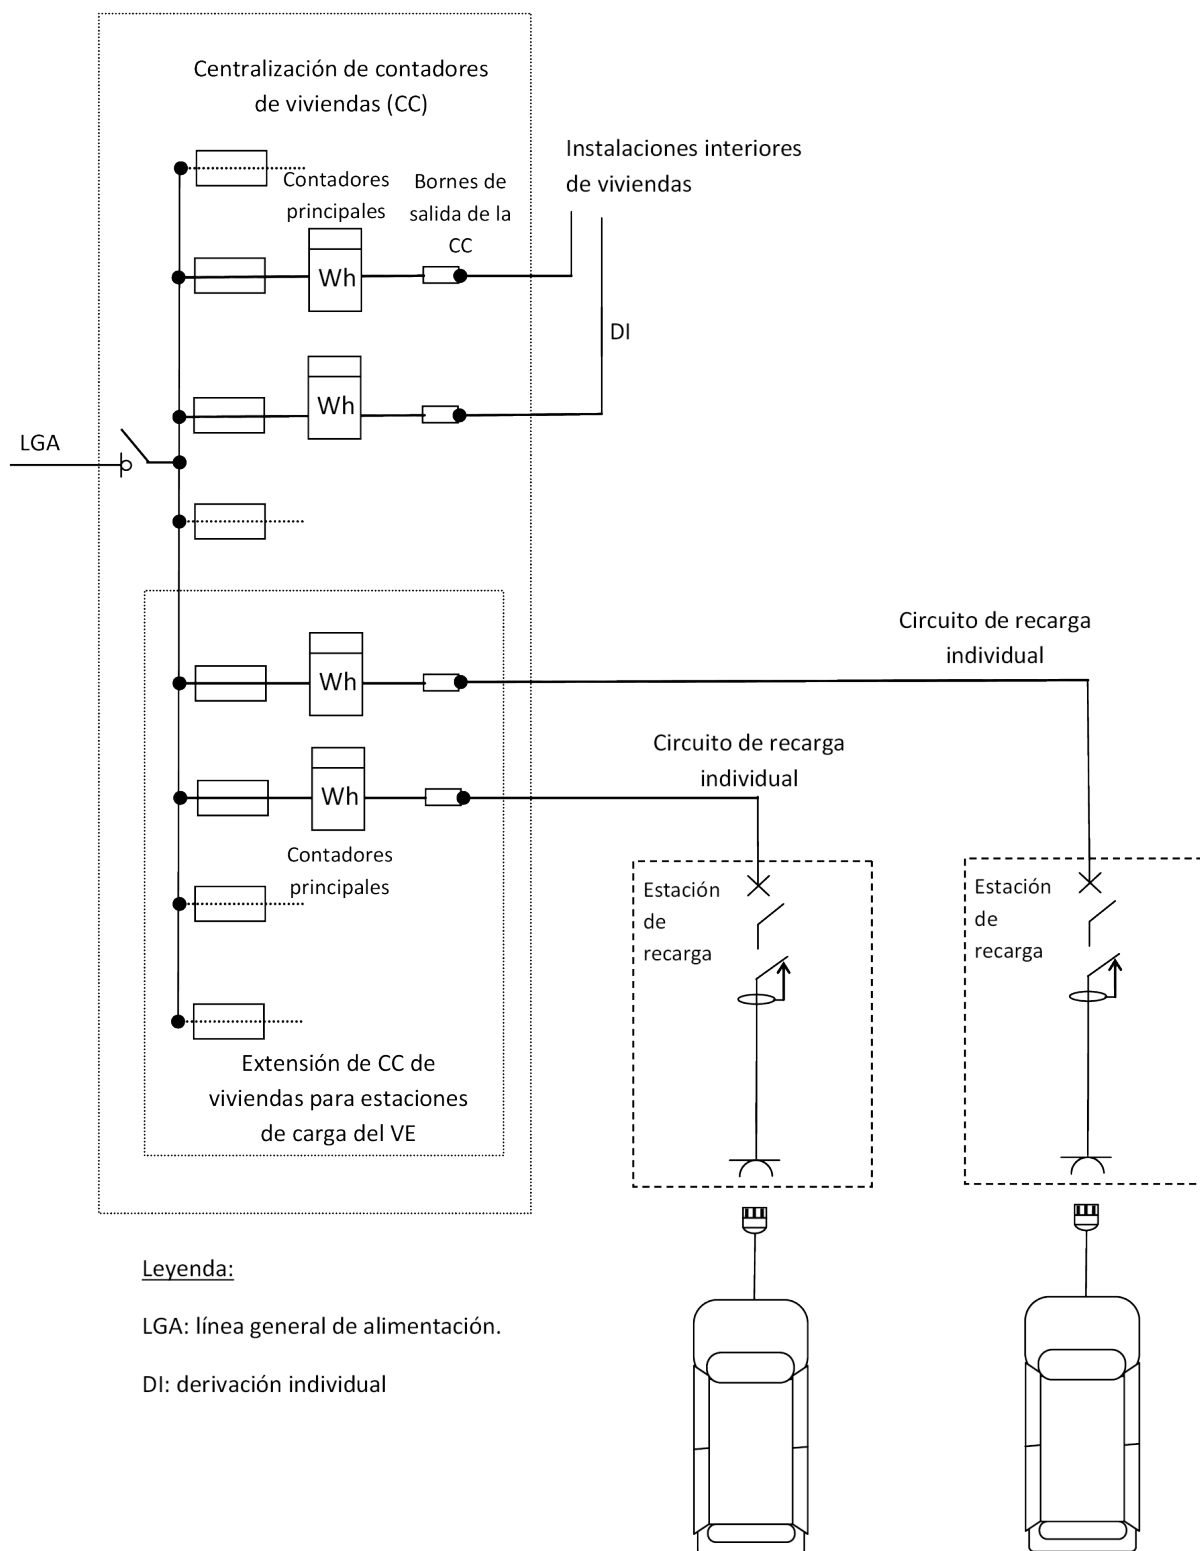 Centralización de contadores
de viviendas (CC)
Instalaciones interiores
de viviendas
Contadores
principales
Bornes de
salida de la
CC
Wh
DI
Wh
LGA
Circuito de recarga
individual
Wh
Circuito de recarga
individual
Wh
Contadores
principales
Estación
de
recarga
Estación
de
recarga
Extensión de CC de
viviendas para estaciones
de carga del VE
Leyenda:
LGA: línea general de alimentación.
DI: derivación individual